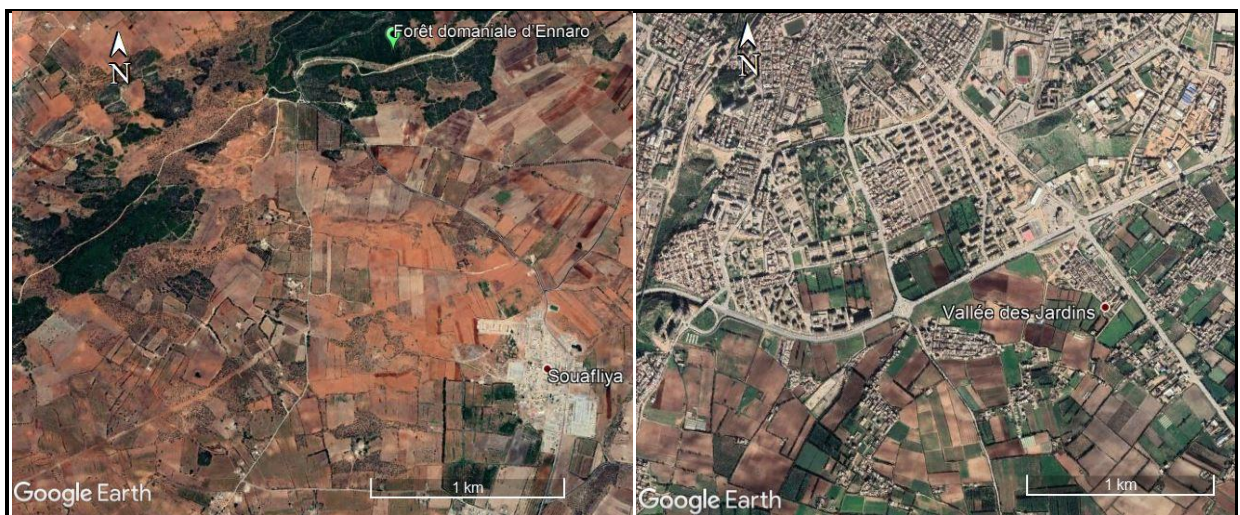 Forêt domaniale d'Ennaro
N
Souafliya
Google Earth
1 km
N
Vallée des Jardins
Google Earth
1 km